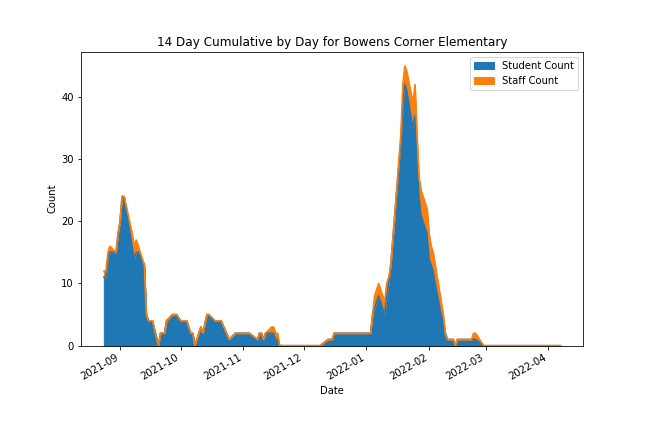 14 Day Cumulative by Day for Bowens Corner Elementary
Student Count
Staff Count
Count
40
30
20
10
0
2021-09
2021-10
2021-11
2021-12
2022-01
2022-02
2022-03
2022-04
Date